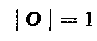 | O | = 1